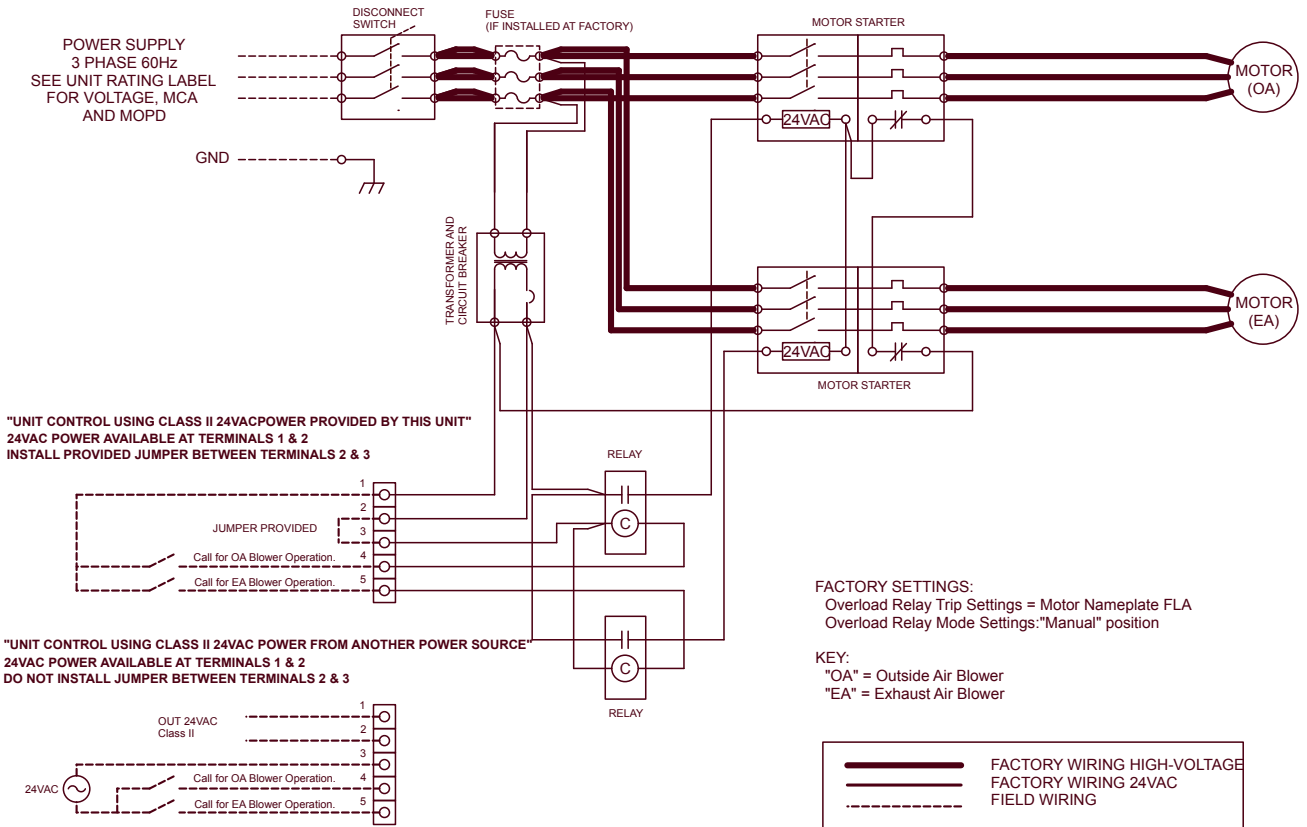 DISCONNECT
SWITCH
FUSE
(IF INSTALLED AT FACTORY)
MOTOR STARTER
POWER SUPPLY
3 PHASE 60Hz
SEE UNIT RATING LABEL
FOR VOLTAGE, MCA
AND MOPD
MOTOR
(OA)
24VAC
GND
TRANSFORMER AND
CIRCUIT BREAKER
MOTOR
(EA)
24VAC
MOTOR STARTER
"UNIT CONTROL USING CLASS II 24VACPOWER PROVIDED BY THIS UNIT"
24VAC POWER AVAILABLE AT TERMINALS 1 & 2
INSTALL PROVIDED JUMPER BETWEEN TERMINALS 2 & 3
RELAY
1
2
JUMPER PROVIDED
3
C
Call for OA Blower Operation.
4
Call for EA Blower Operation.
5
FACTORY SETTINGS:
Overload Relay Trip Settings = Motor Nameplate FLA
Overload Relay Mode Settings:"Manual" position
"UNIT CONTROL USING CLASS II 24VAC POWER FROM ANOTHER POWER SOURCE"
24VAC POWER AVAILABLE AT TERMINALS 1 & 2
DO NOT INSTALL JUMPER BETWEEN TERMINALS 2 & 3
C
RELAY
KEY:
"OA" = Outside Air Blower
"EA" = Exhaust Air Blower
1
OUT 24VAC
Class II
2
3
24VAC
Call for OA Blower Operation.
4
Call for EA Blower Operation.
5
FACTORY WIRING HIGH-VOLTAGE
FACTORY WIRING 24VAC
FIELD WIRING